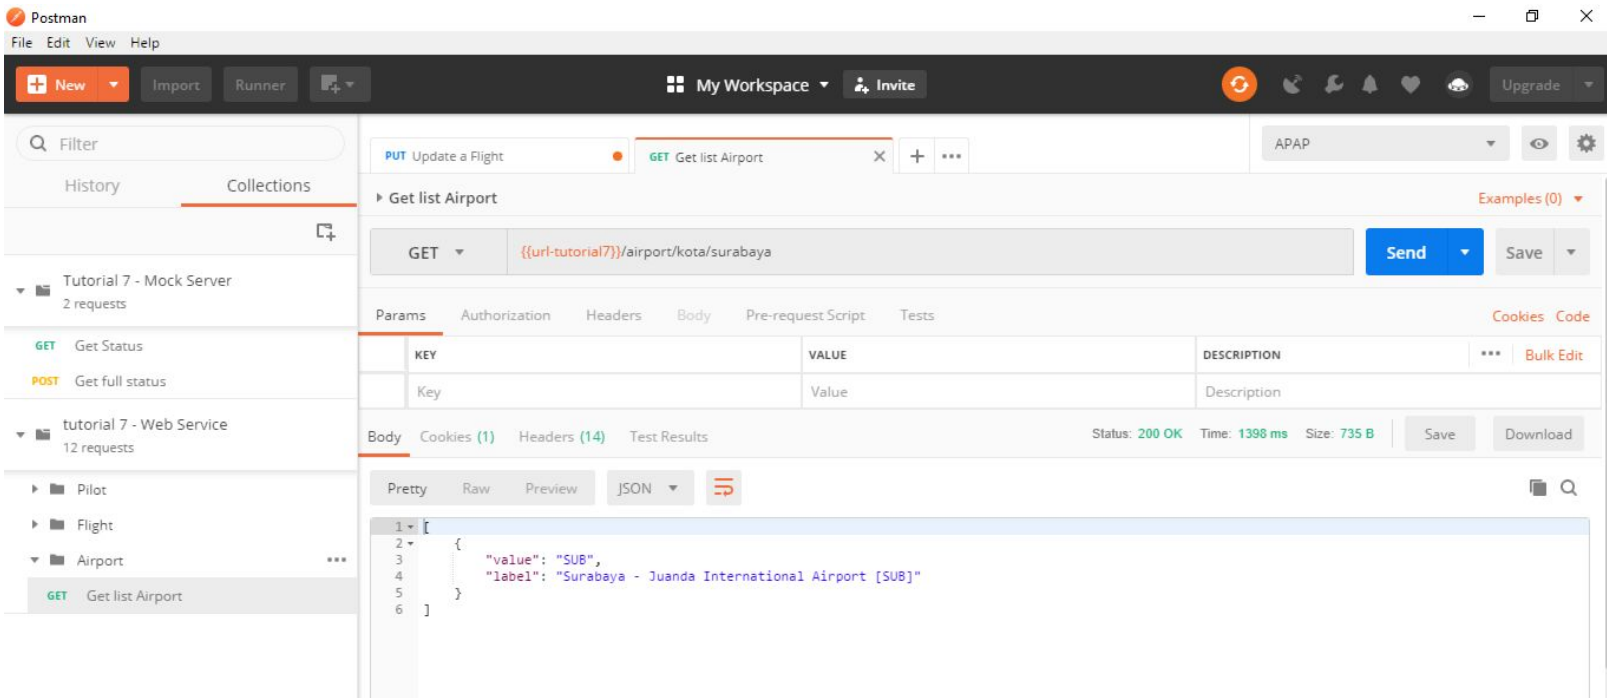 Postman
File Edit View Help
New Import Runner My Workspace Invite Upgrade
Filter
History Collections
Tutorial 7 - Mock Server
2 requests
GET Get Status
POST Get full status
tutorial 7 - Web Service
12 requests
Pilot
Flight
Airport
GET Get list Airport
PUT Update a Flight GET Get list Airport APAP
Get list Airport Examples (0)
GET {{url-tutorial7}}/airport/kota/surabaya Send Save
Params Authorization Headers Body Pre-request Script Tests Cookies Code
KEY VALUE DESCRIPTION Bulk Edit
Key Value Description
Body Cookies (1) Headers (14) Test Results Status: 200 OK Time: 1398 ms Size: 735 B Save Download
Pretty Raw Preview JSON
1 [
2 {
3 "value": "SUB",
4 "label": "Surabaya - Juanda International Airport [SUB]"
5 }
6 ]